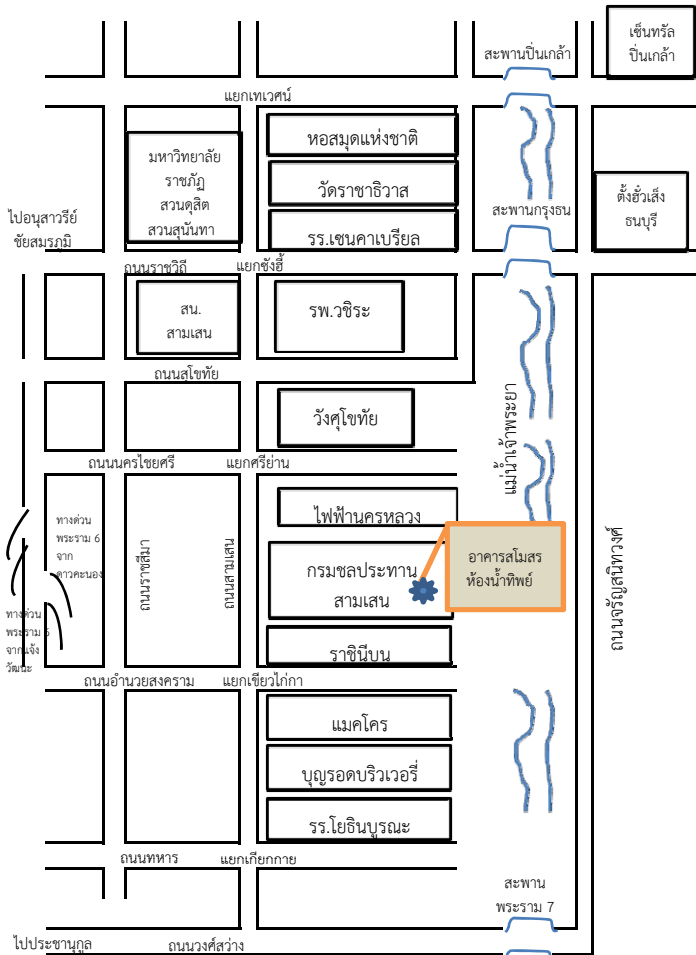 เซ็นทรัล
ปิ่นเกล้า
สะพานปิ่นเกล้า
แยกเทเวศน์
หอสมุดแห่งชาติ
มหาวิทยาลัย
ราชภัฏ
สวนดุสิต
สวนสุนันทา
วัดราชาธิวาส
ตั้งฮั่วเส็ง
ธนบุรี
ไปอนุสาวรีย์
ชัยสมรภูมิ
สะพานกรุงธน
รร.เซนคาเบรียล
ถนนราชวิถี
แยกซังฮี้
สน.
สามเสน
รพ.วชิระ
ถนนสุโขทัย
วังศุโขทัย
แม่น้ำเจ้าพระยา
ถนนนครไชยศรี
แยกศรีย่าน
ไฟฟ้านครหลวง
ทางด่วน
พระราม 6
จาก
ดาวคะนอง
ถนนราชสีมา
ถนนสามเสน
กรมชลประทาน
สามเสน
อาคารสโมสร
ห้องน้ำทิพย์
ถนนจรัญสนิทวงศ์
ทางด่วน
พระราม 6
จากแจ้ง
วัฒนะ
ราชินีบน
ถนนอำนวยสงคราม
แยกเขียวไก่กา
แมคโคร
บุญรอดบริวเวอรี่
รร.โยธินบูรณะ
ถนนทหาร
แยกเกียกกาย
สะพาน
พระราม 7
ไปประชานุกูล
ถนนวงศ์สว่าง